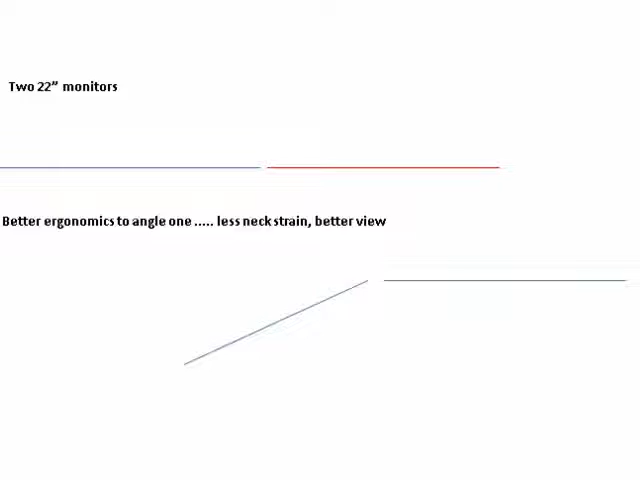 Two 22” monitors
Better ergonomics to angle one ..... less neck strain, better view